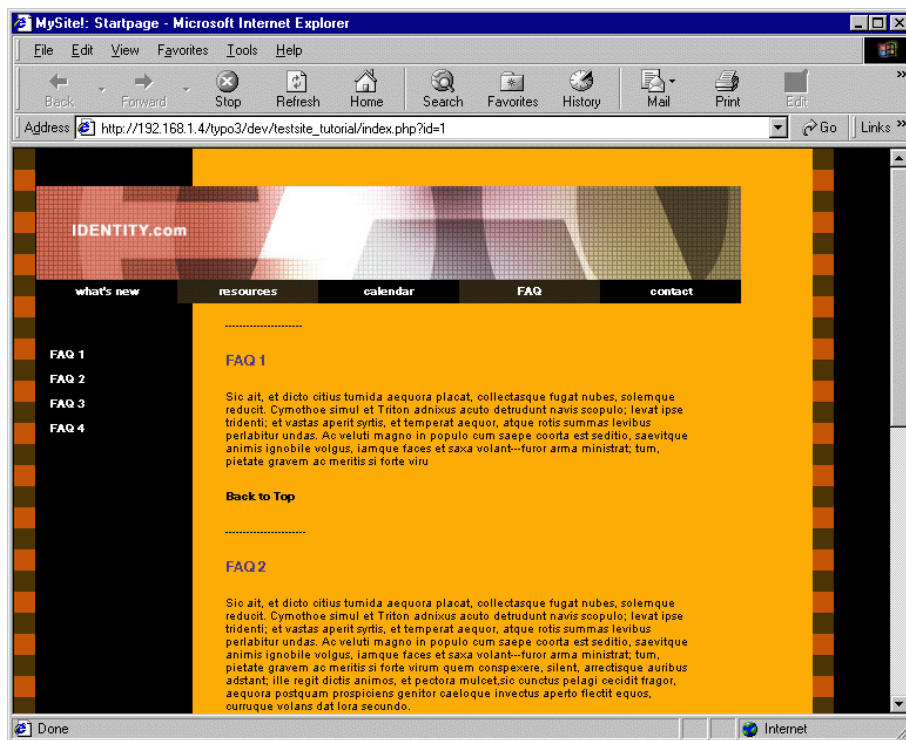 MySite!: Startpage - Microsoft Internet Explorer
File Edit View Favorites Tools Help
Back Forward Stop Refresh Home Search Favorites History Mail Print Edit »
Address http://192.168.1.4/typo3/dev/testsite_tutorial/index.php?id=1 Go Links »
IDENTITY.com
what's new resources calendar FAQ contact
----------------------
FAQ 1
FAQ 2
FAQ 3
FAQ 4
FAQ 1
Sic ait, et dicto citius tumida aequora placat, collectasque fugat nubes, solemque
reducit. Cymothoe simul et Triton adnixus acuto detrudunt navis scopulo; levat ipse
tridenti; et vastas aperit syrtis, et temperat aequor, atque rotis summas levibus
perlabitur undas. Ac veluti magno in populo cum saepe coorta est seditio, saevitque
animis ignobile volgus, iamque faces et saxa volant---furor arma ministrat; tum,
pietate gravem ac meritis si forte viru
Back to Top
-----------------------
FAQ 2
Sic ait, et dicto citius tumida aequora placat, collectasque fugat nubes, solemque
reducit. Cymothoe simul et Triton adnixus acuto detrudunt navis scopulo; levat ipse
tridenti; et vastas aperit syrtis, et temperat aequor, atque rotis summas levibus
perlabitur undas. Ac veluti magno in populo cum saepe coorta est seditio, saevitque
animis ignobile volgus, iamque faces et saxa volant---furor arma ministrat; tum,
pietate gravem ac meritis si forte virum quem conspexere, silent, arrectisque auribus
adstant; ille regit dictis animos, et pectora mulcet,sic cunctus pelagi cecidit fragor,
aequora postquam prospiciens genitor caeloque invectus aperto flectit equos,
curruque volans dat lora secundo.
Done Internet